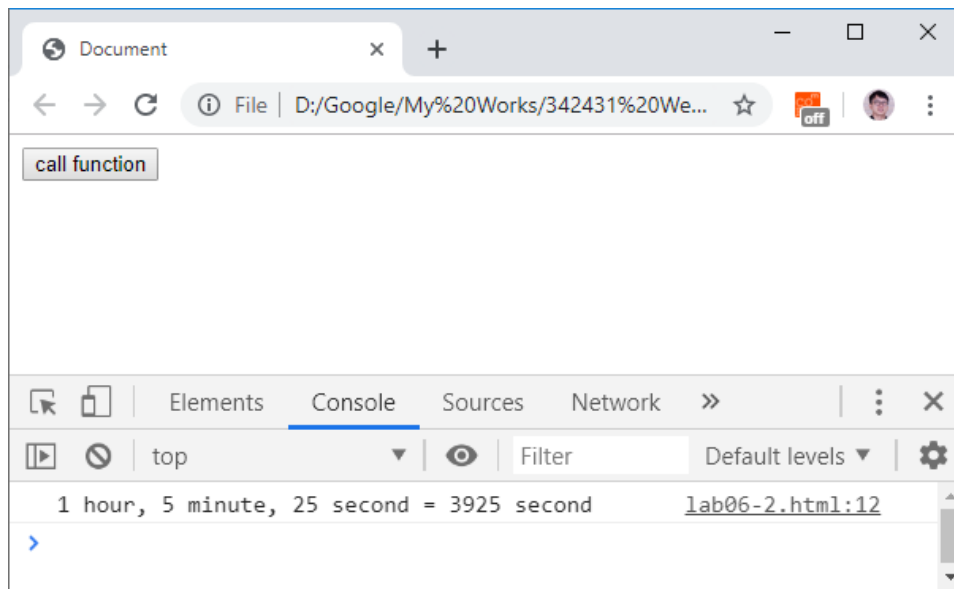 Document
File D:/Google/My%20Works/342431%20We...
off
call function
Elements Console Sources Network
top Filter Default levels
1 hour, 5 minute, 25 second = 3925 second lab06-2.html:12